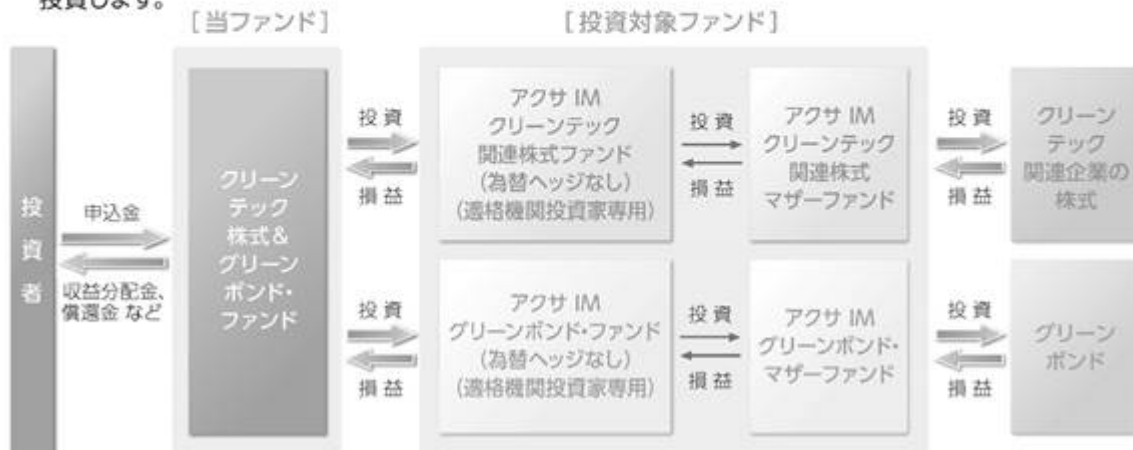 投資します。
[当ファンド]
[投資対象ファンド]
投資者
申込金
収益分配金、
償還金 など
クリーン
テック
株式&
グリーン
ボンド・
ファンド
投資
損益
アクサ IM
クリーンテック
関連株式ファンド
(為替ヘッジなし)
(適格機関投資家専用)
投資
損益
アクサ IM
クリーンテック
関連株式
マザーファンド
投資
損益
クリーン
テック
関連企業の
株式
投資
損益
アクサ IM
グリーンボンド・ファンド
(為替ヘッジなし)
(適格機関投資家専用)
投資
損益
アクサ IM
グリーンボンド・
マザーファンド
投資
損益
グリーン
ボンド